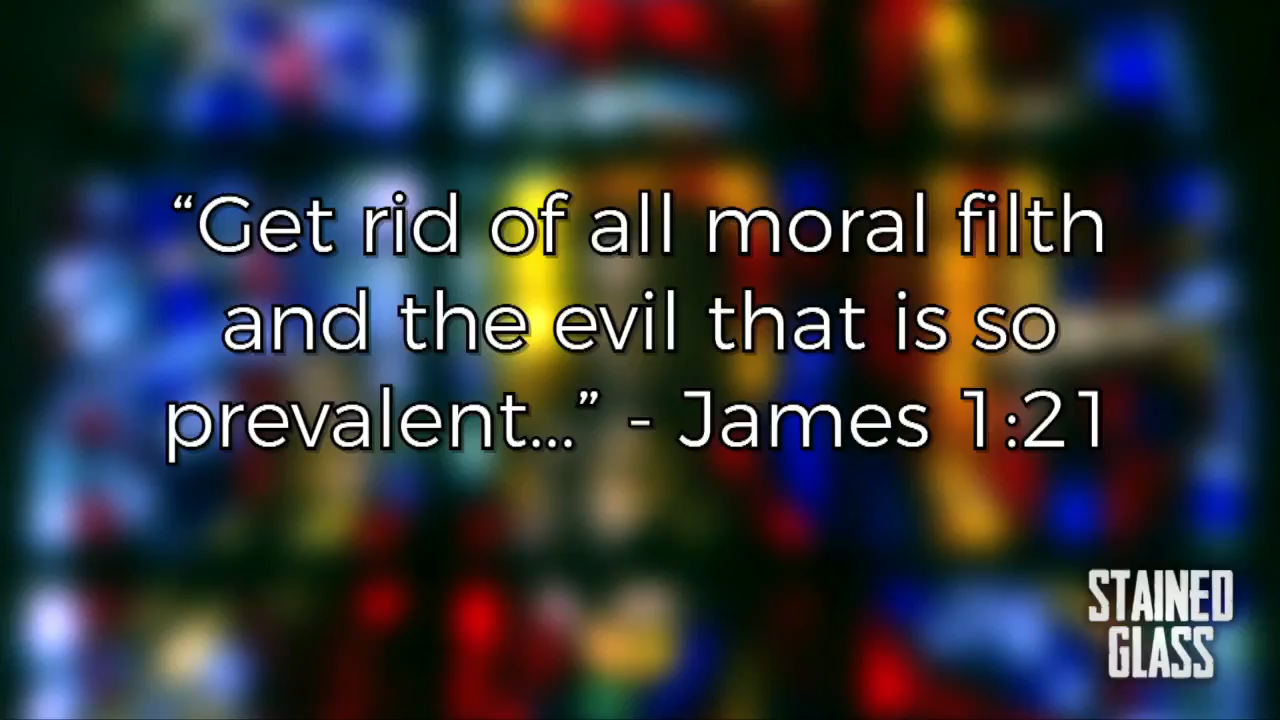 “Get rid of all moral filth
and the evil that is so
prevalent...” - James 1:21
STAINED
GLASS